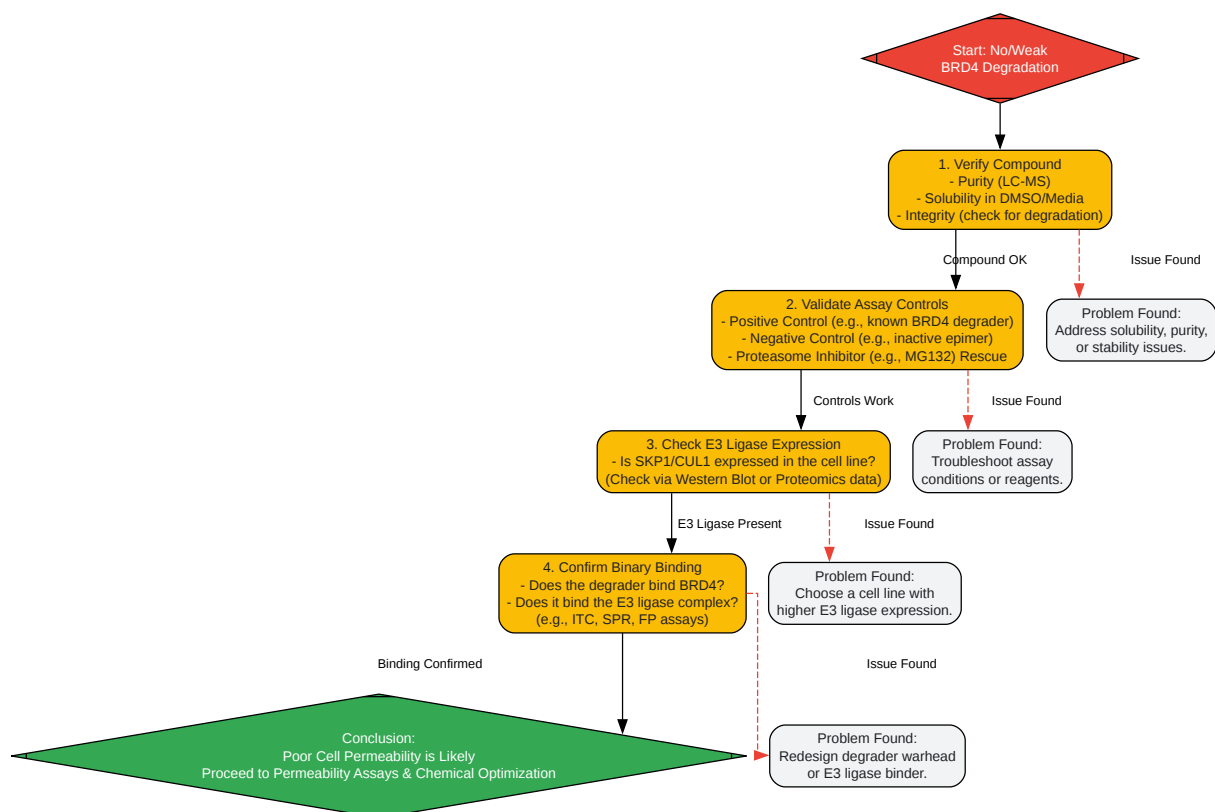 Start: No/Weak
BRD4 Degradation
1. Verify Compound
- Purity (LC-MS)
- Solubility in DMSO/Media
- Integrity (check for degradation)
Compound OK
Issue Found
2. Validate Assay Controls
- Positive Control (e.g., known BRD4 degrader)
- Negative Control (e.g., inactive epimer)
- Proteasome Inhibitor (e.g., MG132) Rescue
Problem Found:
Address solubility, purity,
or stability issues.
Controls Work
Issue Found
3. Check E3 Ligase Expression
- Is SKP1/CUL1 expressed in the cell line?
(Check via Western Blot or Proteomics data)
Problem Found:
Troubleshoot assay
conditions or reagents.
E3 Ligase Present
Issue Found
4. Confirm Binary Binding
- Does the degrader bind BRD4?
- Does it bind the E3 ligase complex?
(e.g., ITC, SPR, FP assays)
Problem Found:
Choose a cell line with
higher E3 ligase expression.
Binding Confirmed
Issue Found
Conclusion:
Poor Cell Permeability is Likely
Proceed to Permeability Assays & Chemical Optimization
Problem Found:
Redesign degrader warhead
or E3 ligase binder.